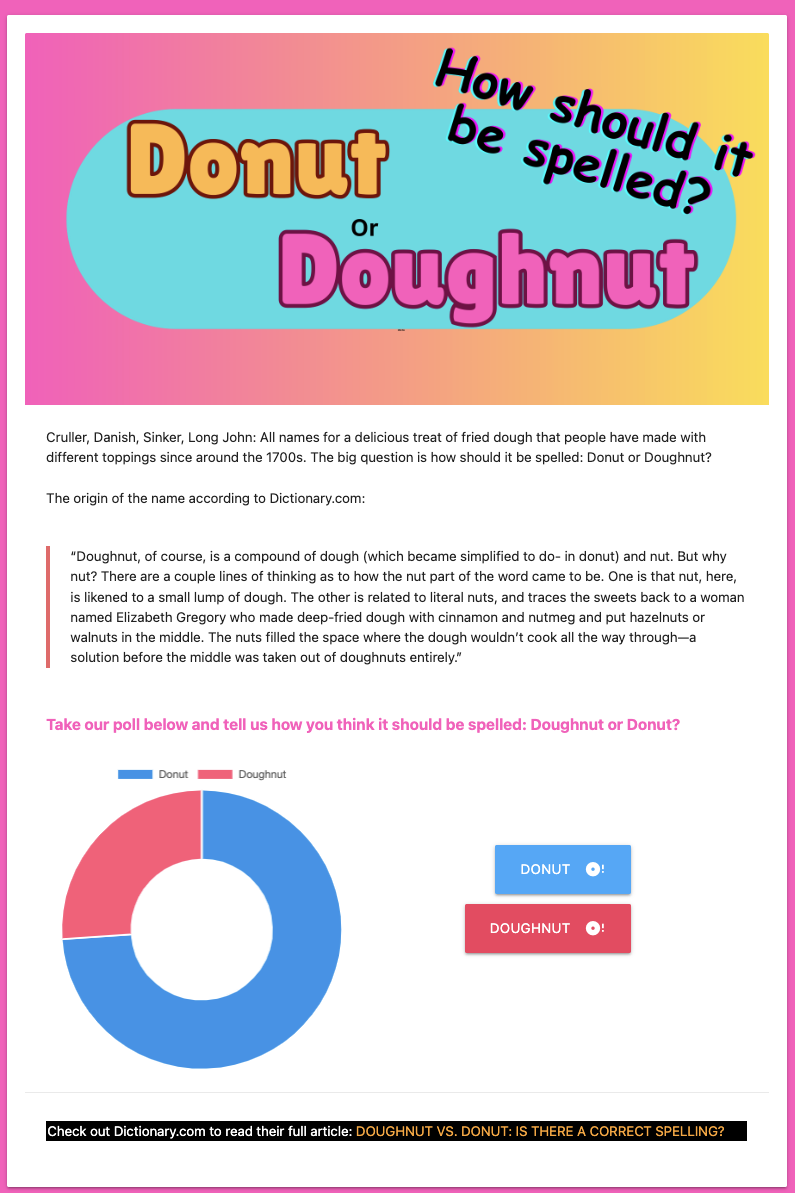 How should it
be spelled?
Donut
Or
Doughnut
Cruller, Danish, Sinker, Long John: All names for a delicious treat of fried dough that people have made with
different toppings since around the 1700s. The big question is how should it be spelled: Donut or Doughnut?
The origin of the name according to Dictionary.com:
“Doughnut, of course, is a compound of dough (which became simplified to do- in donut) and nut. But why
nut? There are a couple lines of thinking as to how the nut part of the word came to be. One is that nut, here,
is likened to a small lump of dough. The other is related to literal nuts, and traces the sweets back to a woman
named Elizabeth Gregory who made deep-fried dough with cinnamon and nutmeg and put hazelnuts or
walnuts in the middle. The nuts filled the space where the dough wouldn’t cook all the way through—a
solution before the middle was taken out of doughnuts entirely.”
Take our poll below and tell us how you think it should be spelled: Doughnut or Donut?
Donut Doughnut
DONUT !
DOUGHNUT !
Check out Dictionary.com to read their full article: DOUGHNUT VS. DONUT: IS THERE A CORRECT SPELLING?